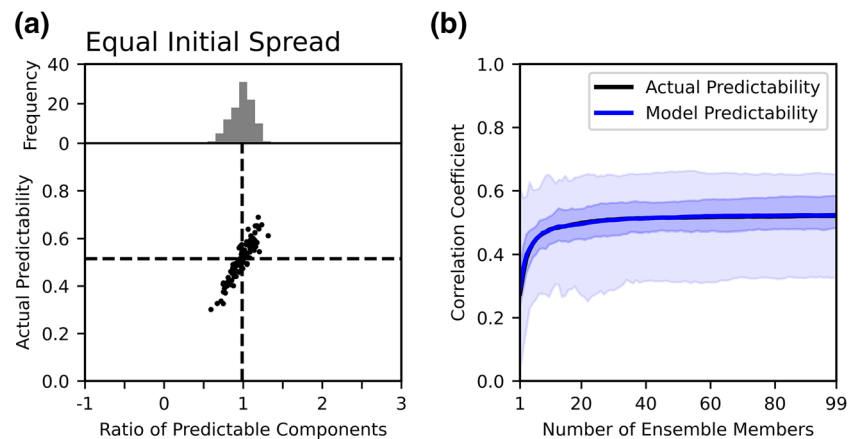 (a)
Equal Initial Spread
Frequency
40
20
0
Actual Predictability
0.8
0.6
0.4
0.2
0.0
-1 0 1 2 3
Ratio of Predictable Components
(b)
Actual Predictability
Model Predictability
Correlation Coefficient
1.0
0.8
0.6
0.4
0.2
0.0
1 20 40 60 80 99
Number of Ensemble Members